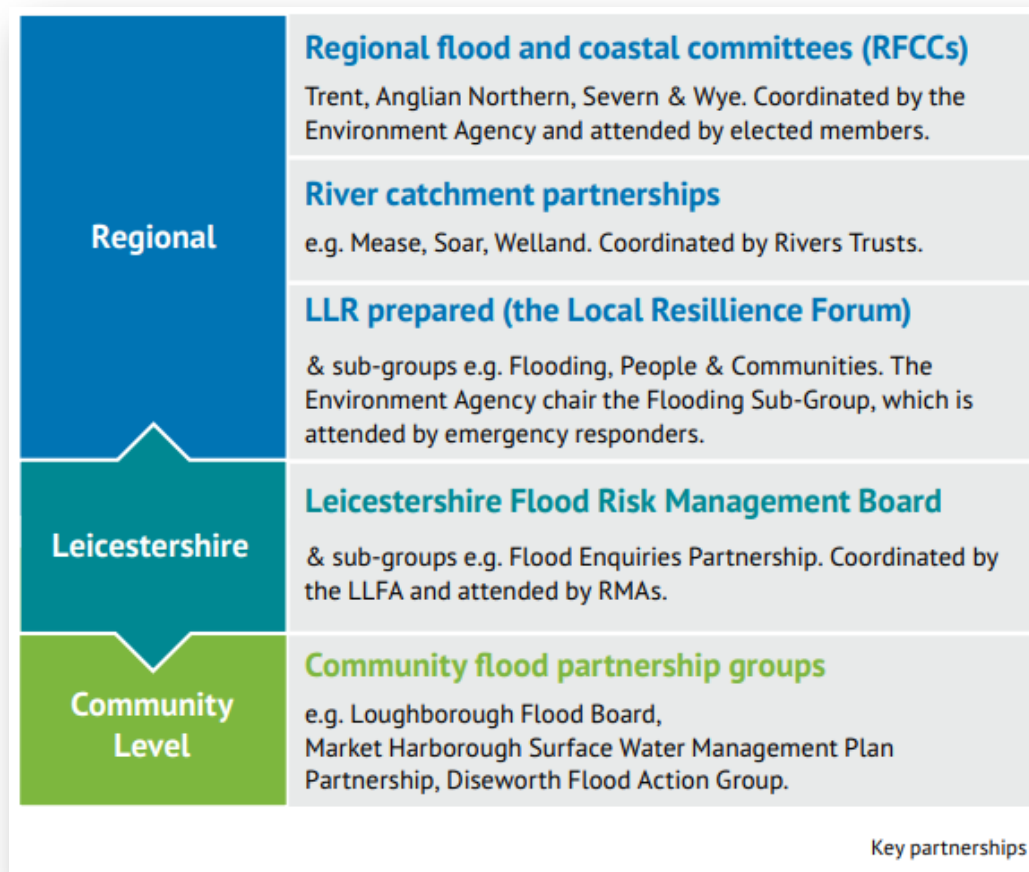 Regional
Regional flood and coastal committees (RFCCs)
Trent, Anglian Northern, Severn & Wye. Coordinated by the
Environment Agency and attended by elected members.
River catchment partnerships
e.g. Mease, Soar, Welland. Coordinated by Rivers Trusts.
LLR prepared (the Local Resillience Forum)
& sub-groups e.g. Flooding, People & Communities. The
Environment Agency chair the Flooding Sub-Group, which is
attended by emergency responders.
Leicestershire
Leicestershire Flood Risk Management Board
& sub-groups e.g. Flood Enquiries Partnership. Coordinated by
the LLFA and attended by RMAs.
Community
Level
Community flood partnership groups
e.g. Loughborough Flood Board,
Market Harborough Surface Water Management Plan
Partnership, Diseworth Flood Action Group.
Key partnerships